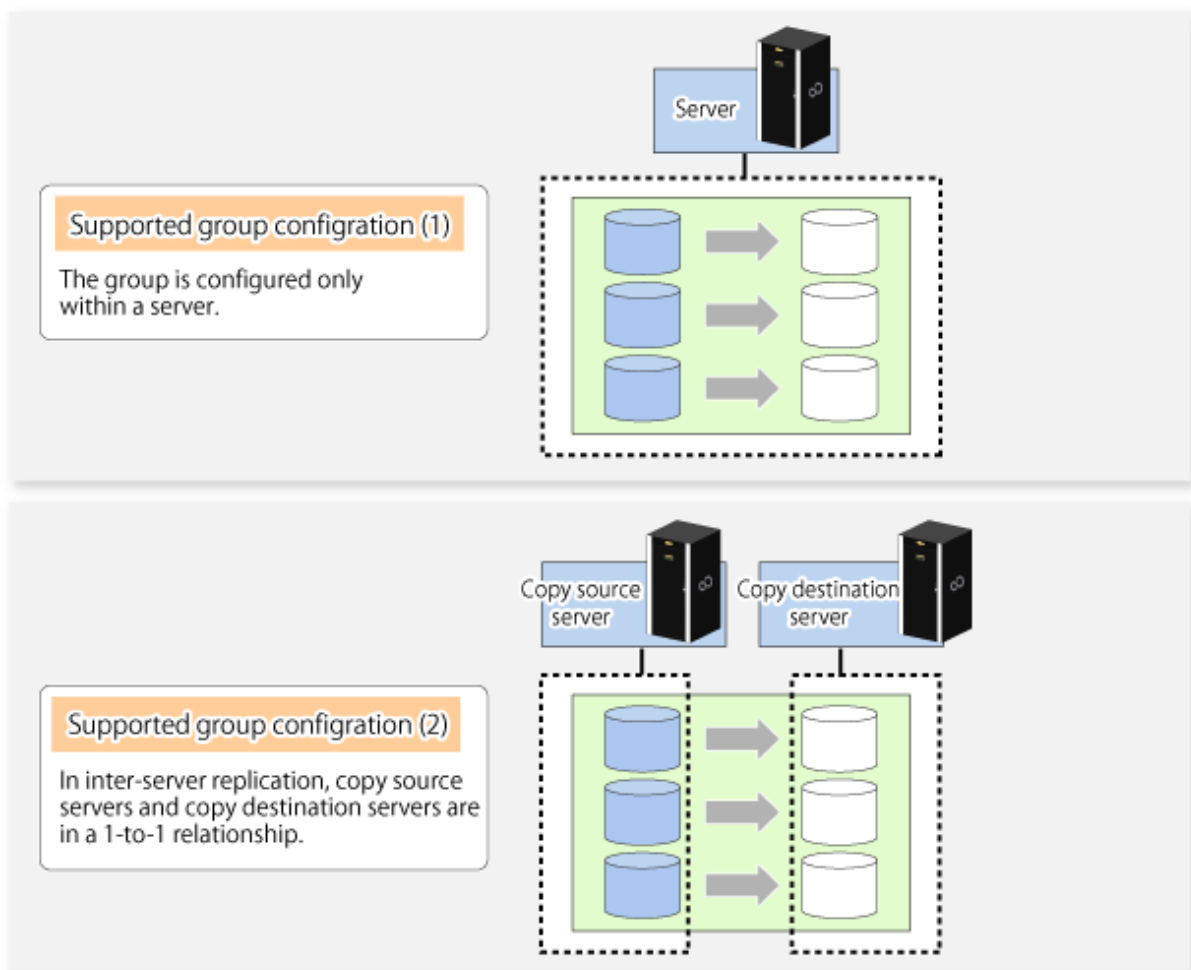 Server
Supported group configration (1)
The group is configured only
within a server.
Copy source
server
Copy destination
server
Supported group configration (2)
In inter-server replication, copy source
servers and copy destination servers are
in a 1-to-1 relationship.